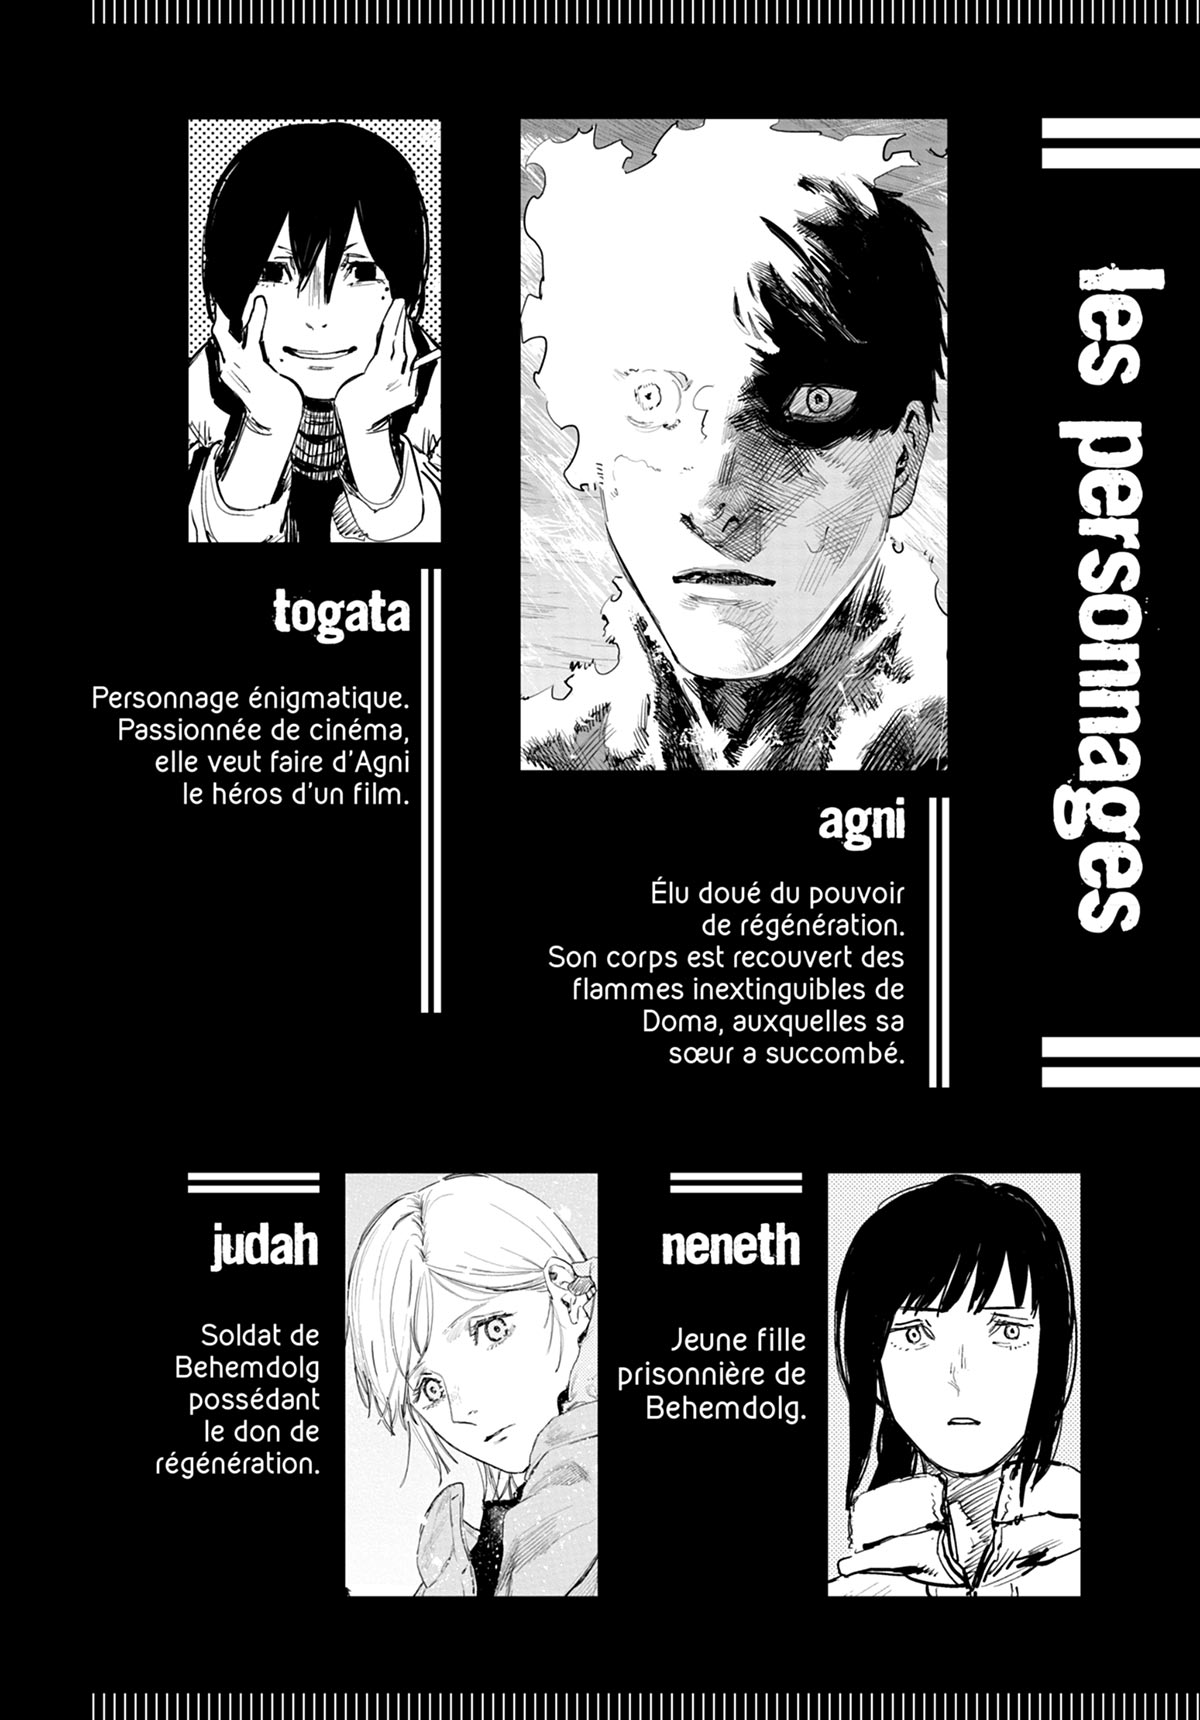 les personnages
agni
Élu doué du pouvoir
de régénération.
Son corps est recouvert des
flammes inextinguibles de
Doma, auxquelles sa
sœur a succombé.
togata
Personnage énigmatique.
Passionnée de cinéma,
elle veut faire d'Agni
le héros d'un film.
neneth
Jeune fille
prisonnière de
Behemdolg.
judah
Soldat de
Behemdolg
possédant
le don de
régénération.